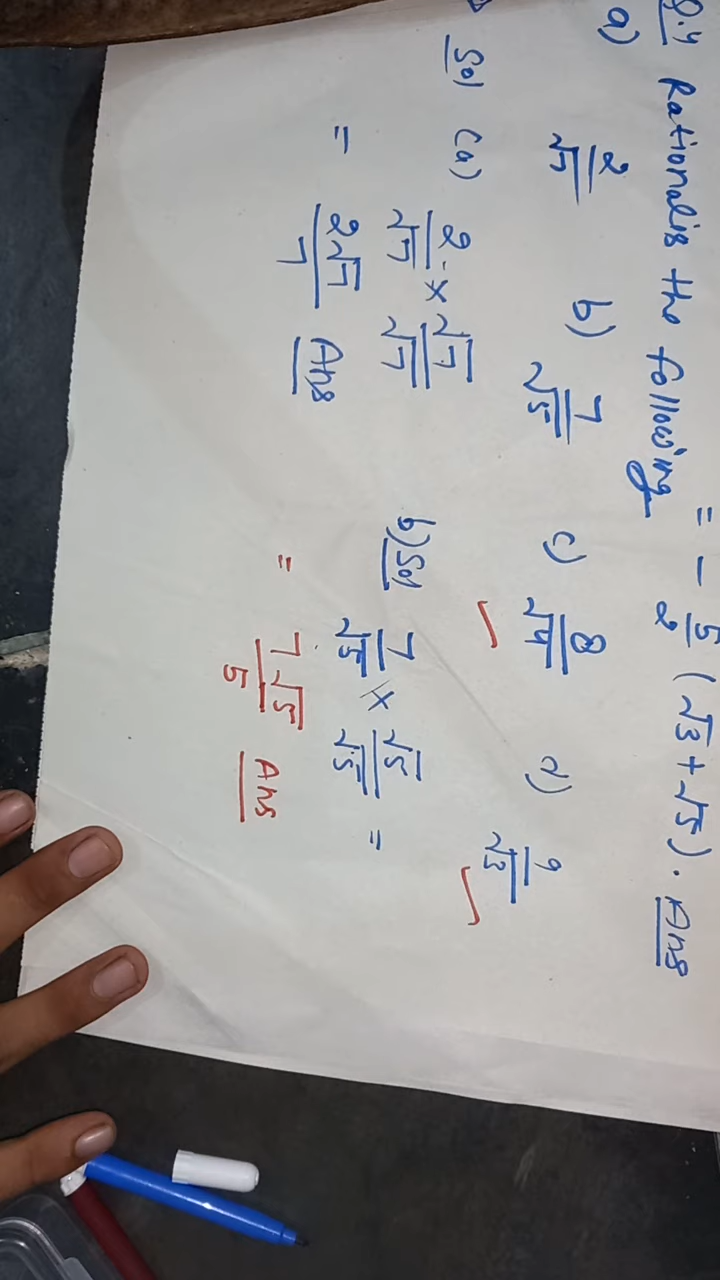 = - 5/2 (√3 + √5). Ans
Q.4 Rationalis the following
a) 2/√7 b) 7/√5 c) 8/√4 d) 9/√3
Sol (a) 2/√7 × √7/√7
= 2√7/7 Ans
b) Sol 7/√5 × √5/√5 =
= 7√5/5 Ans